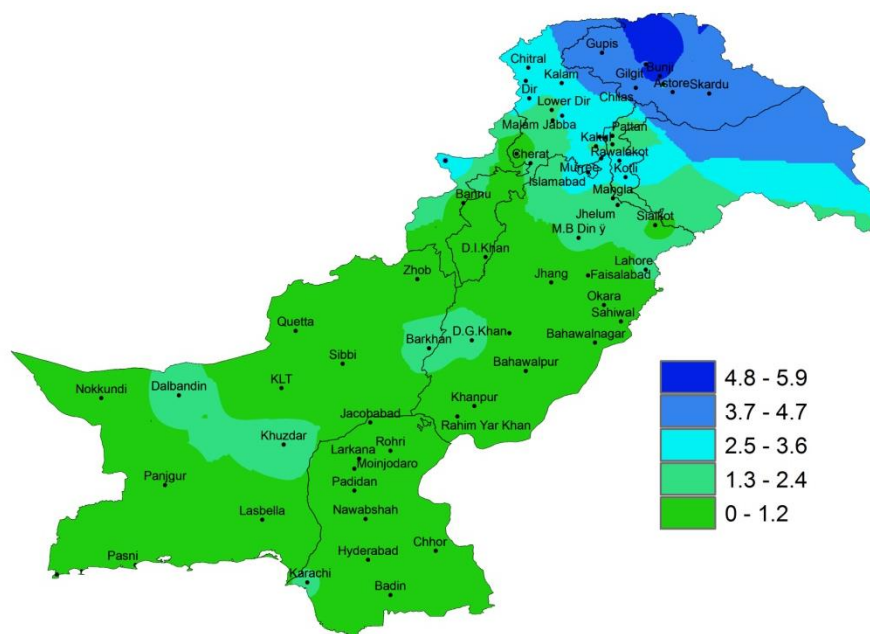 Gupis
Chitral
Kalam
Gilgit
Bunji
Astore
Skardu
Dir
Chilas
Lower Dir
Malam Jabba
Pattan
Kakul
Cherat
Rawalakot
Murree
Kotli
Islamabad
Bannu
Mangla
Jhelum
Sialkot
M.B Din ÿ
D.I.Khan
Lahore
Zhob
Jhang
Faisalabad
Okara
Sahiwal
Quetta
Barkhan
D.G.Khan
Bahawalnagar
Sibbi
Bahawalpur
Nokkundi
Dalbandin
KLT
Khanpur
Jacobabad
Rahim Yar Khan
Khuzdar
Rohri
Larkana
Moinjodaro
Panjgur
Padidan
Lasbella
Nawabshah
Pasni
Hyderabad
Chhor
Karachi
Badin
4.8 - 5.9
3.7 - 4.7
2.5 - 3.6
1.3 - 2.4
0 - 1.2